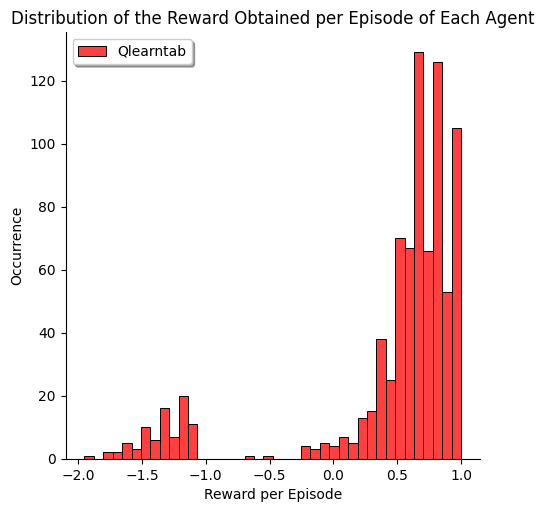 Distribution of the Reward Obtained per Episode of Each Agent
Qlearntab
120
100
80
60
40
20
0
Occurrence
−2.0 −1.5 −1.0 −0.5 0.0 0.5 1.0
Reward per Episode